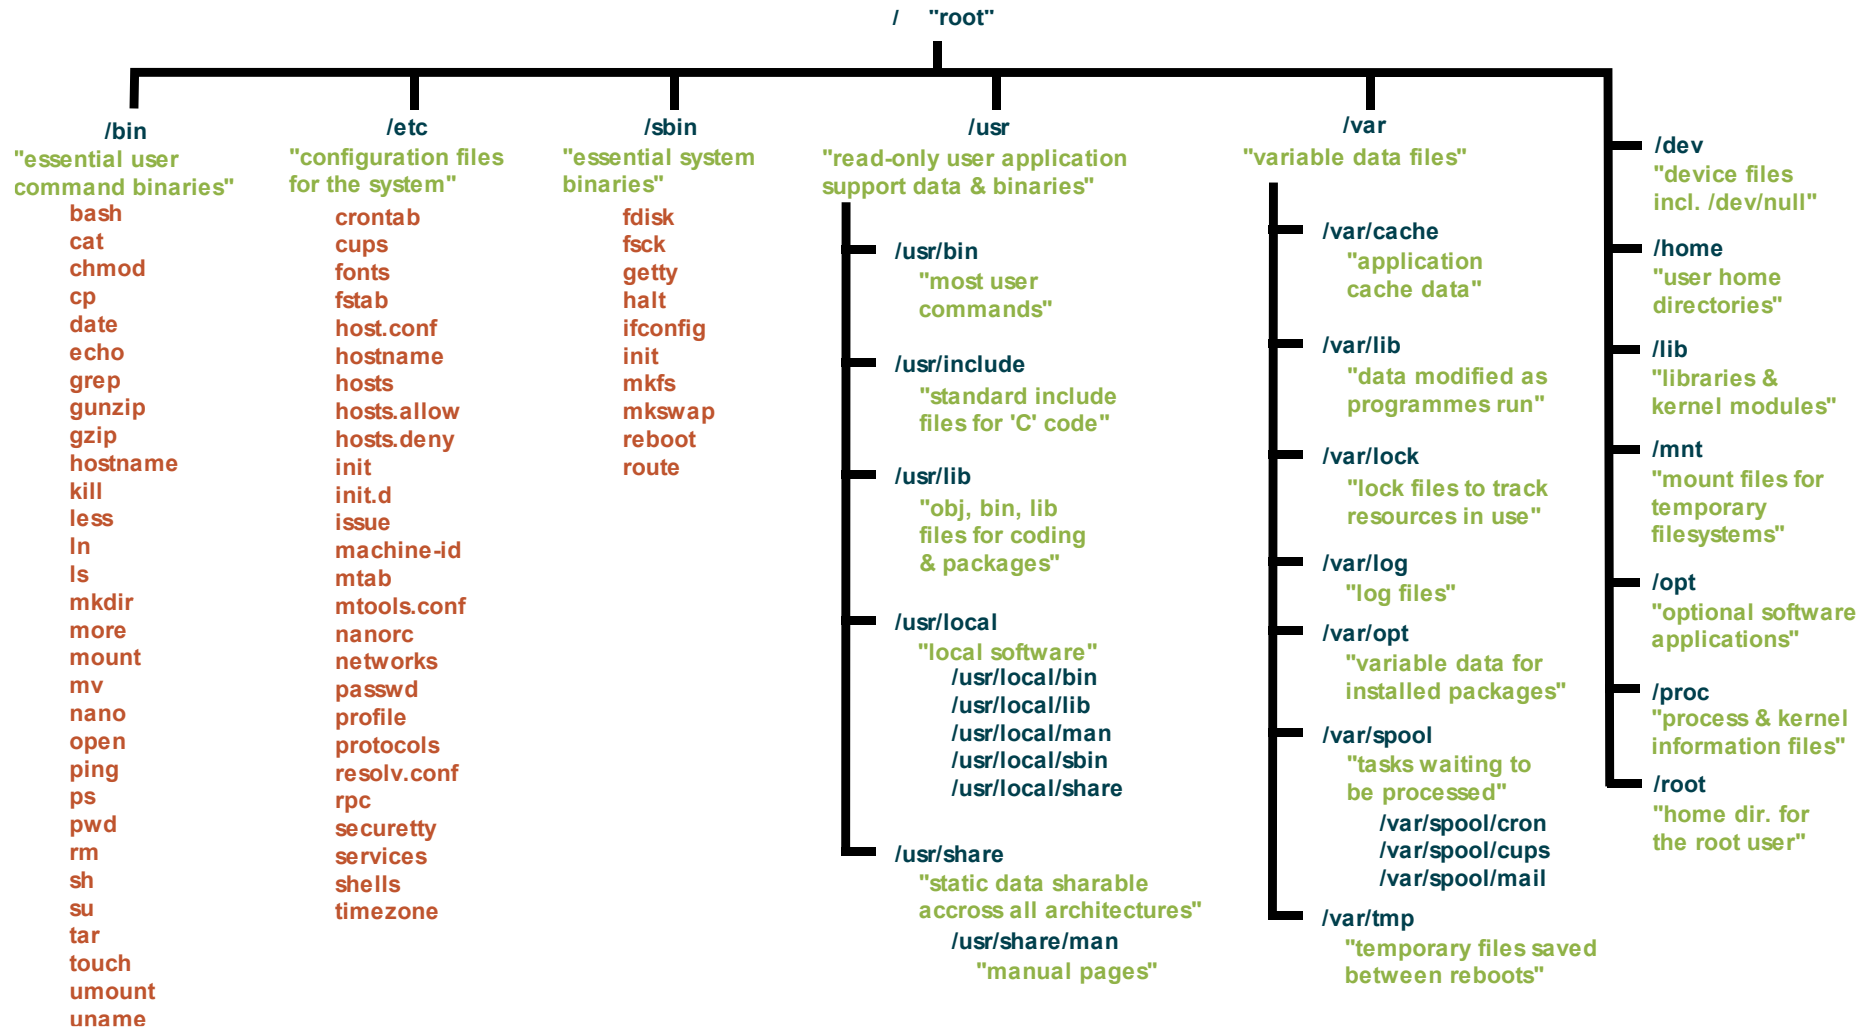 / "root"
/bin
"essential user
command binaries"
bash
cat
chmod
cp
date
echo
grep
gunzip
gzip
hostname
kill
less
ln
ls
mkdir
more
mount
mv
nano
open
ping
ps
pwd
rm
sh
su
tar
touch
umount
uname
/etc
"configuration files
for the system"
crontab
cups
fonts
fstab
host.conf
hostname
hosts
hosts.allow
hosts.deny
init
init.d
issue
machine-id
mtab
mtools.conf
nanorc
networks
passwd
profile
protocols
resolv.conf
rpc
securetty
services
shells
timezone
/sbin
"essential system
binaries"
fdisk
fsck
getty
halt
ifconfig
init
mkfs
mkswap
reboot
route
/usr
"read-only user application
support data & binaries"
/usr/bin
"most user
commands"
/usr/include
"standard include
files for 'C' code"
/usr/lib
"obj, bin, lib
files for coding
& packages"
/usr/local
"local software"
/usr/local/bin
/usr/local/lib
/usr/local/man
/usr/local/sbin
/usr/local/share
/usr/share
"static data sharable
accross all architectures"
/usr/share/man
"manual pages"
/var
"variable data files"
/var/cache
"application
cache data"
/var/lib
"data modified as
programmes run"
/var/lock
"lock files to track
resources in use"
/var/log
"log files"
/var/opt
"variable data for
installed packages"
/var/spool
"tasks waiting to
be processed"
/var/spool/cron
/var/spool/cups
/var/spool/mail
/var/tmp
"temporary files saved
between reboots"
/dev
"device files
incl. /dev/null"
/home
"user home
directories"
/lib
"libraries &
kernel modules"
/mnt
"mount files for
temporary
filesystems"
/opt
"optional software
applications"
/proc
"process & kernel
information files"
/root
"home dir. for
the root user"